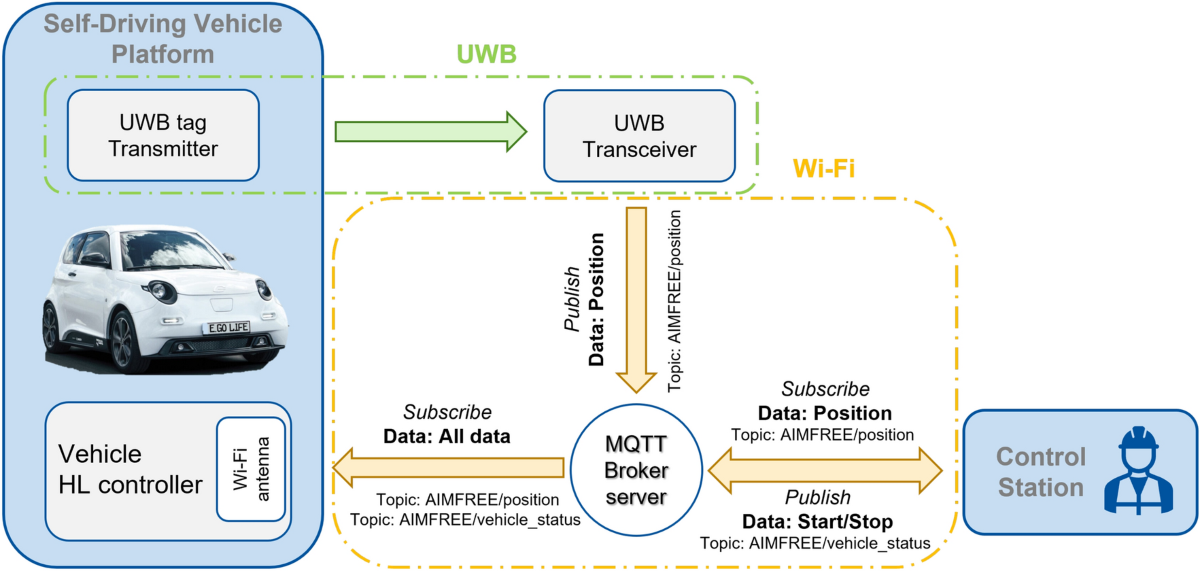 Self-Driving Vehicle
Platform
UWB
UWB tag
Transmitter
UWB
Transceiver
Wi-Fi
Publish
Data: Position
Topic: AIMFREE/position
E.GO LIFE
Vehicle
HL controller
Wi-Fi
antenna
Subscribe
Data: All data
Topic: AIMFREE/position
Topic: AIMFREE/vehicle_status
MQTT
Broker
server
Subscribe
Data: Position
Topic: AIMFREE/position
Publish
Data: Start/Stop
Topic: AIMFREE/vehicle_status
Control
Station